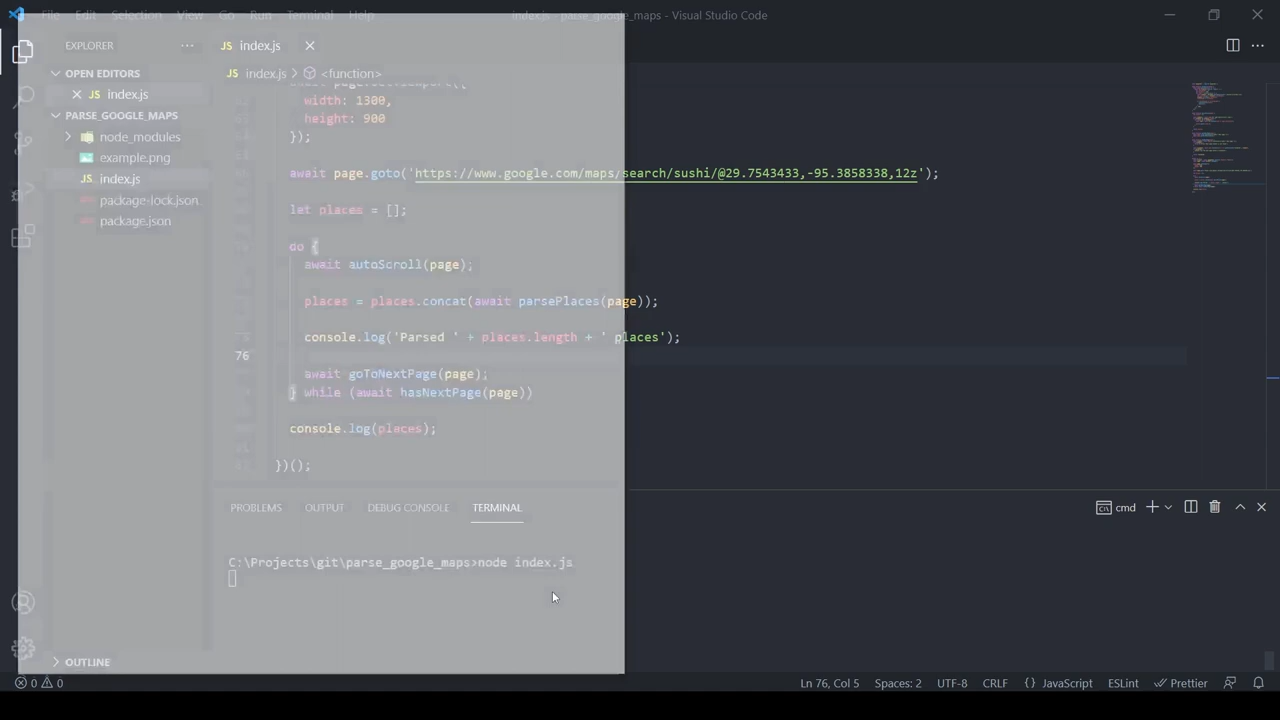 File Edit Selection View Go Run Terminal Help index.js - parse_google_maps - Visual Studio Code
EXPLORER
OPEN EDITORS
JS index.js
PARSE_GOOGLE_MAPS
node_modules
example.png
JS index.js
package-lock.json
package.json
OUTLINE
JS index.js
JS index.js > <function>
width: 1300,
height: 900
});
await page.goto('https://www.google.com/maps/search/sushi/@29.7543433,-95.3858338,12z');
let places = [];
do {
await autoScroll(page);
places = places.concat(await parsePlaces(page));
console.log('Parsed ' + places.length + ' places');
76
await goToNextPage(page);
} while (await hasNextPage(page))
console.log(places);
})();
PROBLEMS OUTPUT DEBUG CONSOLE TERMINAL
cmd
C:\Projects\git\parse_google_maps>node index.js
0 0 Ln 76, Col 5 Spaces: 2 UTF-8 CRLF {} JavaScript ESLint Prettier